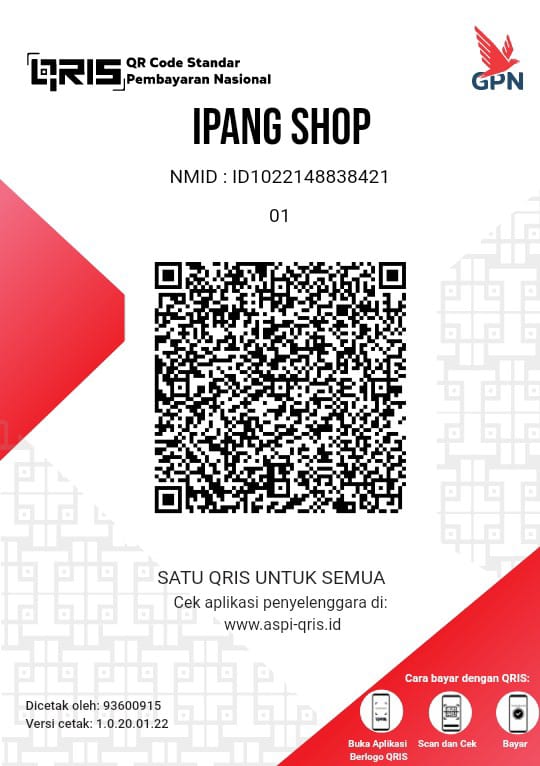 QRIS QR Code Standar
Pembayaran Nasional
GPN
IPANG SHOP
NMID : ID1022148838421
01
SATU QRIS UNTUK SEMUA
Cek aplikasi penyelenggara di:
www.aspi-qris.id
Dicetak oleh: 93600915
Versi cetak: 1.0.20.01.22
Cara bayar dengan QRIS:
Buka Aplikasi
Berlogo QRIS
Scan dan Cek
Bayar